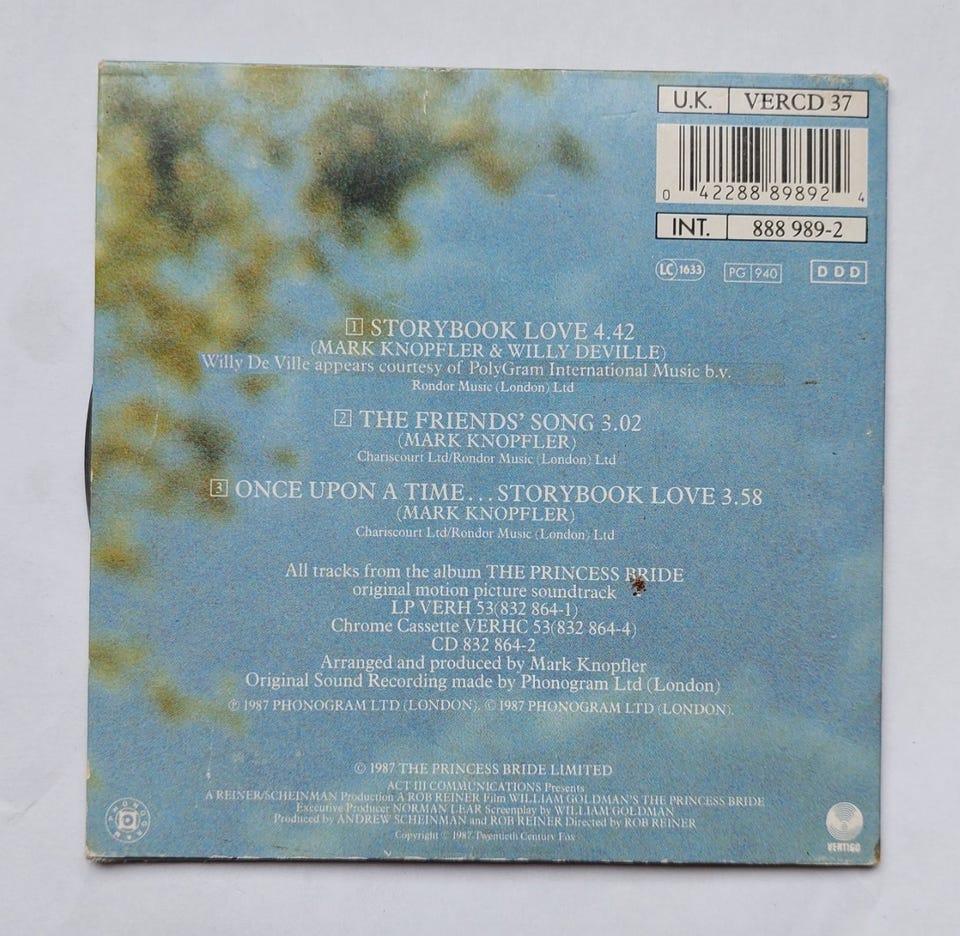 U.K. VERCD 37
0 42288 89892 4
INT. 888 989-2
LC 1633 PG 940 DDD
1 STORYBOOK LOVE 4.42
(MARK KNOPFLER & WILLY DEVILLE)
Willy De Ville appears courtesy of PolyGram International Music b.v.
Rondor Music (London) Ltd
2 THE FRIENDS' SONG 3.02
(MARK KNOPFLER)
Chariscourt Ltd/Rondor Music (London) Ltd
3 ONCE UPON A TIME...STORYBOOK LOVE 3.58
(MARK KNOPFLER)
Chariscourt Ltd/Rondor Music (London) Ltd
All tracks from the album THE PRINCESS BRIDE
original motion picture soundtrack
LP VERH 53(832 864-1)
Chrome Cassette VERHC 53(832 864-4)
CD 832 864-2
Arranged and produced by Mark Knopfler
Original Sound Recording made by Phonogram Ltd (London)
℗ 1987 PHONOGRAM LTD (LONDON). © 1987 PHONOGRAM LTD (LONDON).
© 1987 THE PRINCESS BRIDE LIMITED
ACT III COMMUNICATIONS Presents
A REINER/SCHEINMAN Production A ROB REINER Film WILLIAM GOLDMAN'S THE PRINCESS BRIDE
Executive Producer NORMAN LEAR Screenplay by WILLIAM GOLDMAN
Produced by ANDREW SCHEINMAN and ROB REINER Directed by ROB REINER
Copyright © 1987 Twentieth Century Fox
PHONOGRAM
VERTIGO